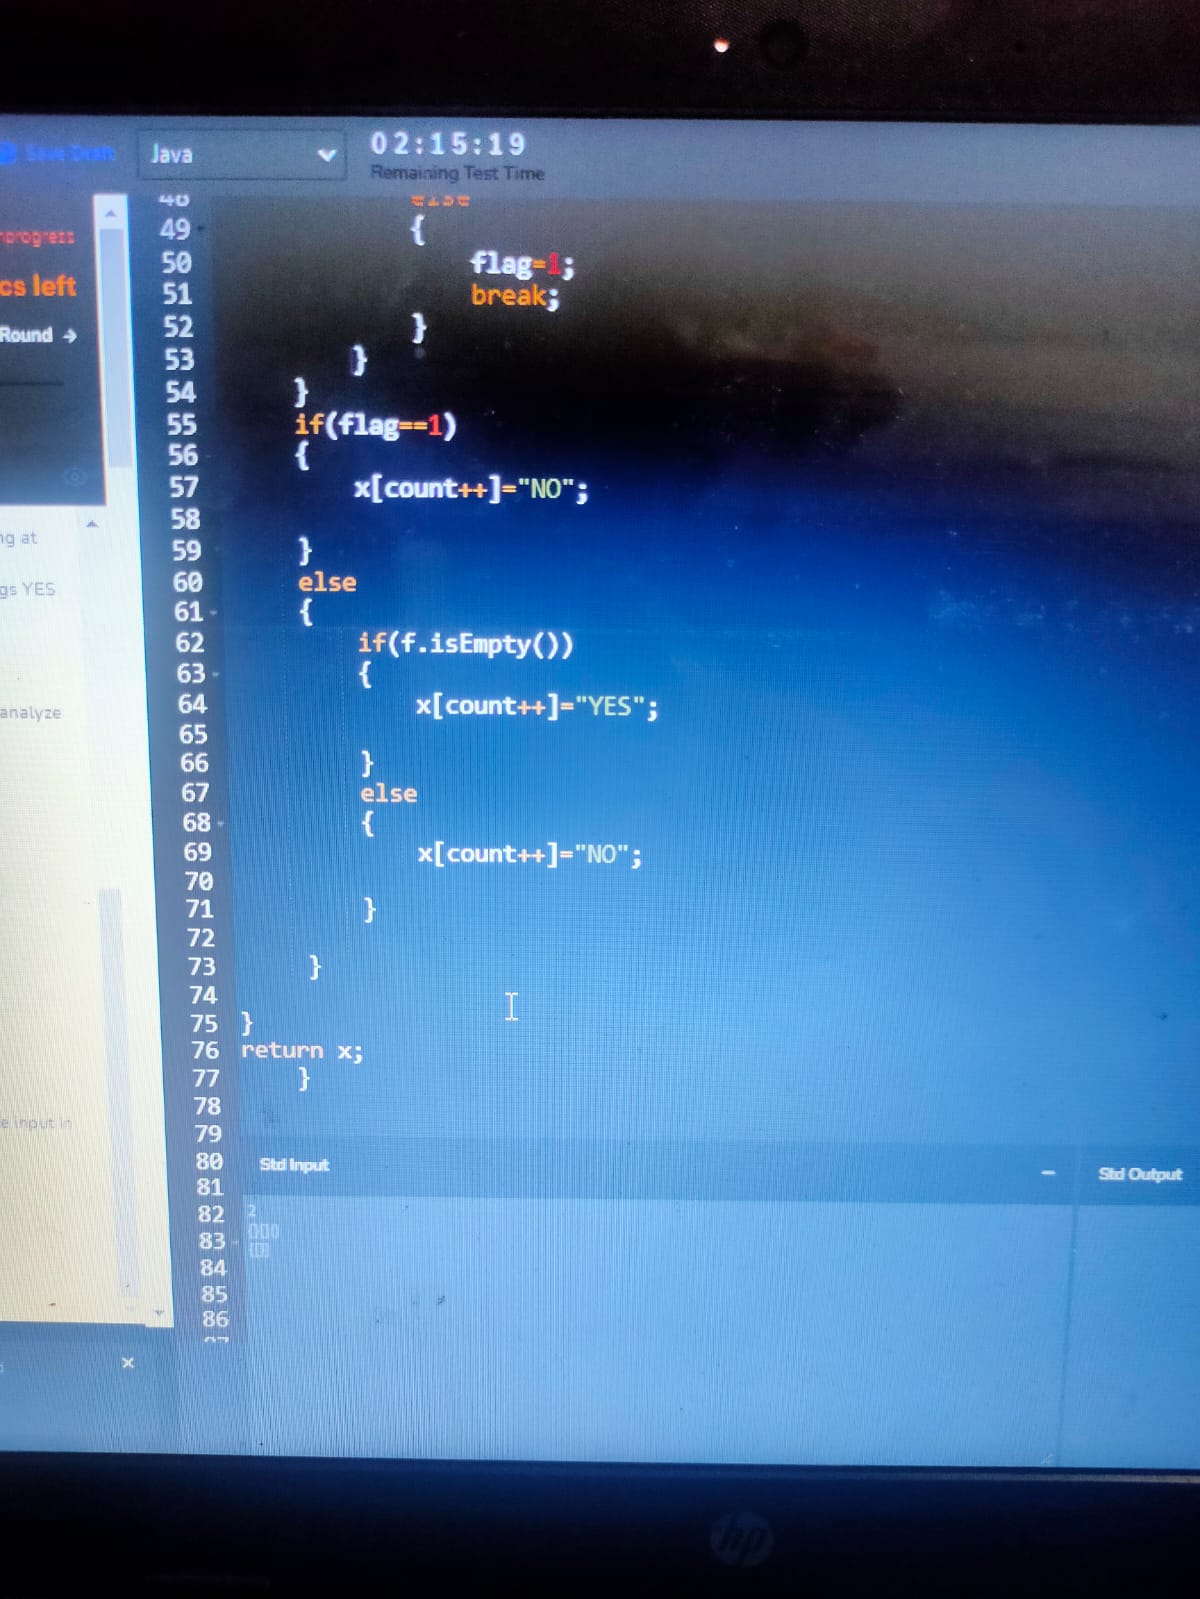 Save Draft
Java
02:15:19
Remaining Test Time
nprogress
cs left
Round →
ng at
gs YES
analyze
e input in
48 else
49 {
50 flag=1;
51 break;
52 }
53 }
54 }
55 if(flag==1)
56 {
57 x[count++]="NO";
58
59 }
60 else
61 {
62 if(f.isEmpty())
63 {
64 x[count++]="YES";
65
66 }
67 else
68 {
69 x[count++]="NO";
70
71 }
72
73 }
74
75 }
76 return x;
77 }
78
79
80
81
82
83
84
85
86
87
Std Input
Std Output
2
hp